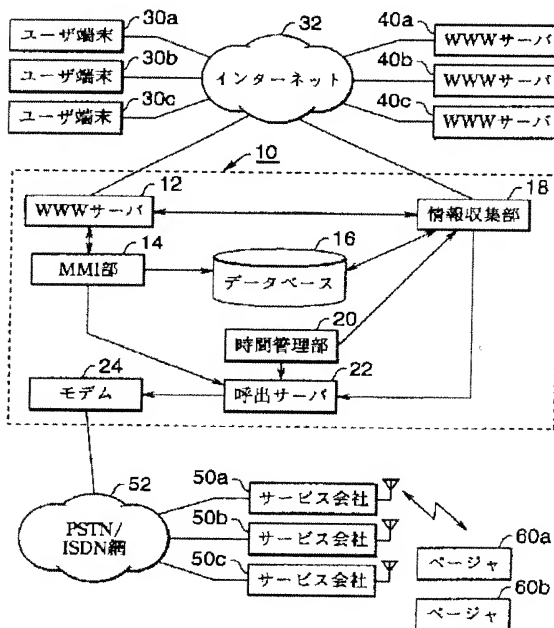 30a
ユーザ端末
30b
ユーザ端末
30c
ユーザ端末
32
インターネット
40a
WWWサーバ
40b
WWWサーバ
40c
WWWサーバ
10
12
WWWサーバ
14
MMI部
16
データベース
18
情報収集部
20
時間管理部
22
呼出サーバ
24
モデム
52
PSTN/
ISDN網
50a
サービス会社
50b
サービス会社
50c
サービス会社
60a
ページャ
60b
ページャ